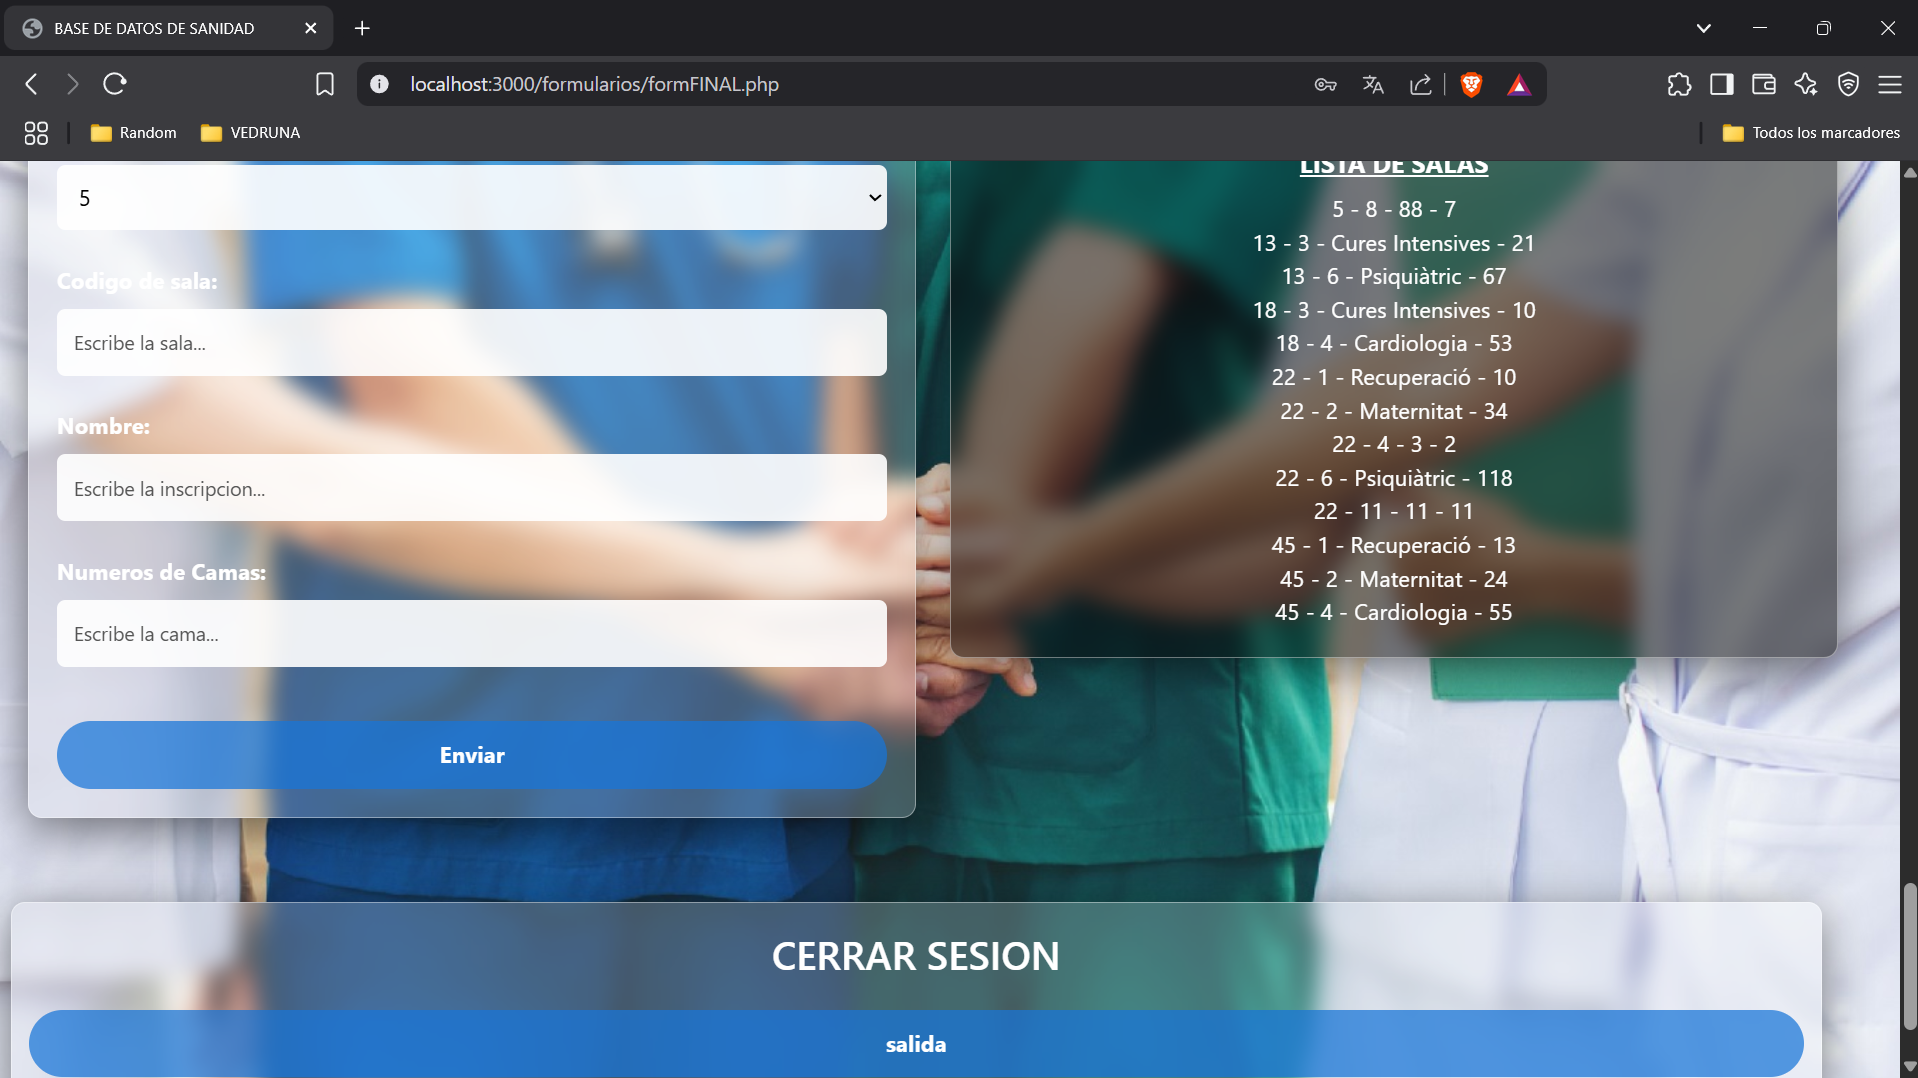 BASE DE DATOS DE SANIDAD
localhost:3000/formularios/formFINAL.php
Random
VEDRUNA
Todos los marcadores
5
Codigo de sala:
Escribe la sala...
Nombre:
Escribe la inscripcion...
Numeros de Camas:
Escribe la cama...
Enviar
LISTA DE SALAS
5 - 8 - 88 - 7
13 - 3 - Cures Intensives - 21
13 - 6 - Psiquiàtric - 67
18 - 3 - Cures Intensives - 10
18 - 4 - Cardiologia - 53
22 - 1 - Recuperació - 10
22 - 2 - Maternitat - 34
22 - 4 - 3 - 2
22 - 6 - Psiquiàtric - 118
22 - 11 - 11 - 11
45 - 1 - Recuperació - 13
45 - 2 - Maternitat - 24
45 - 4 - Cardiologia - 55
CERRAR SESION
salida